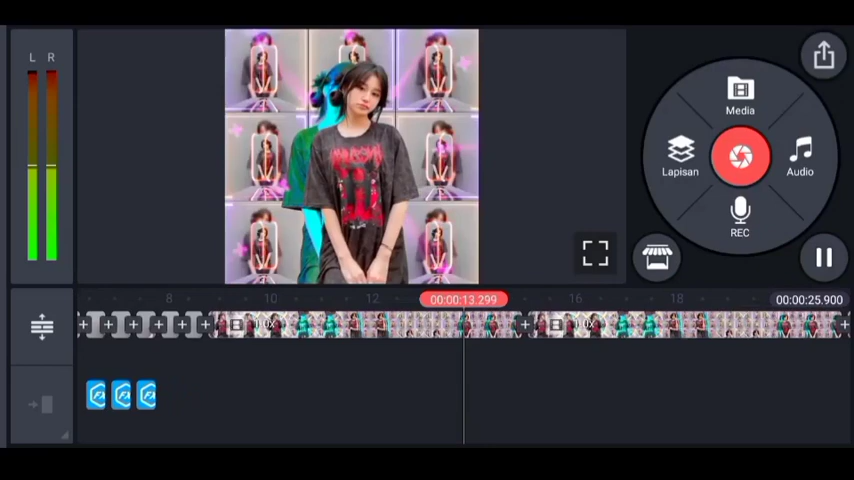 L R
Media
Lapisan
Audio
REC
8 10 12 00:00:13.299 16 18 00:00:25.900